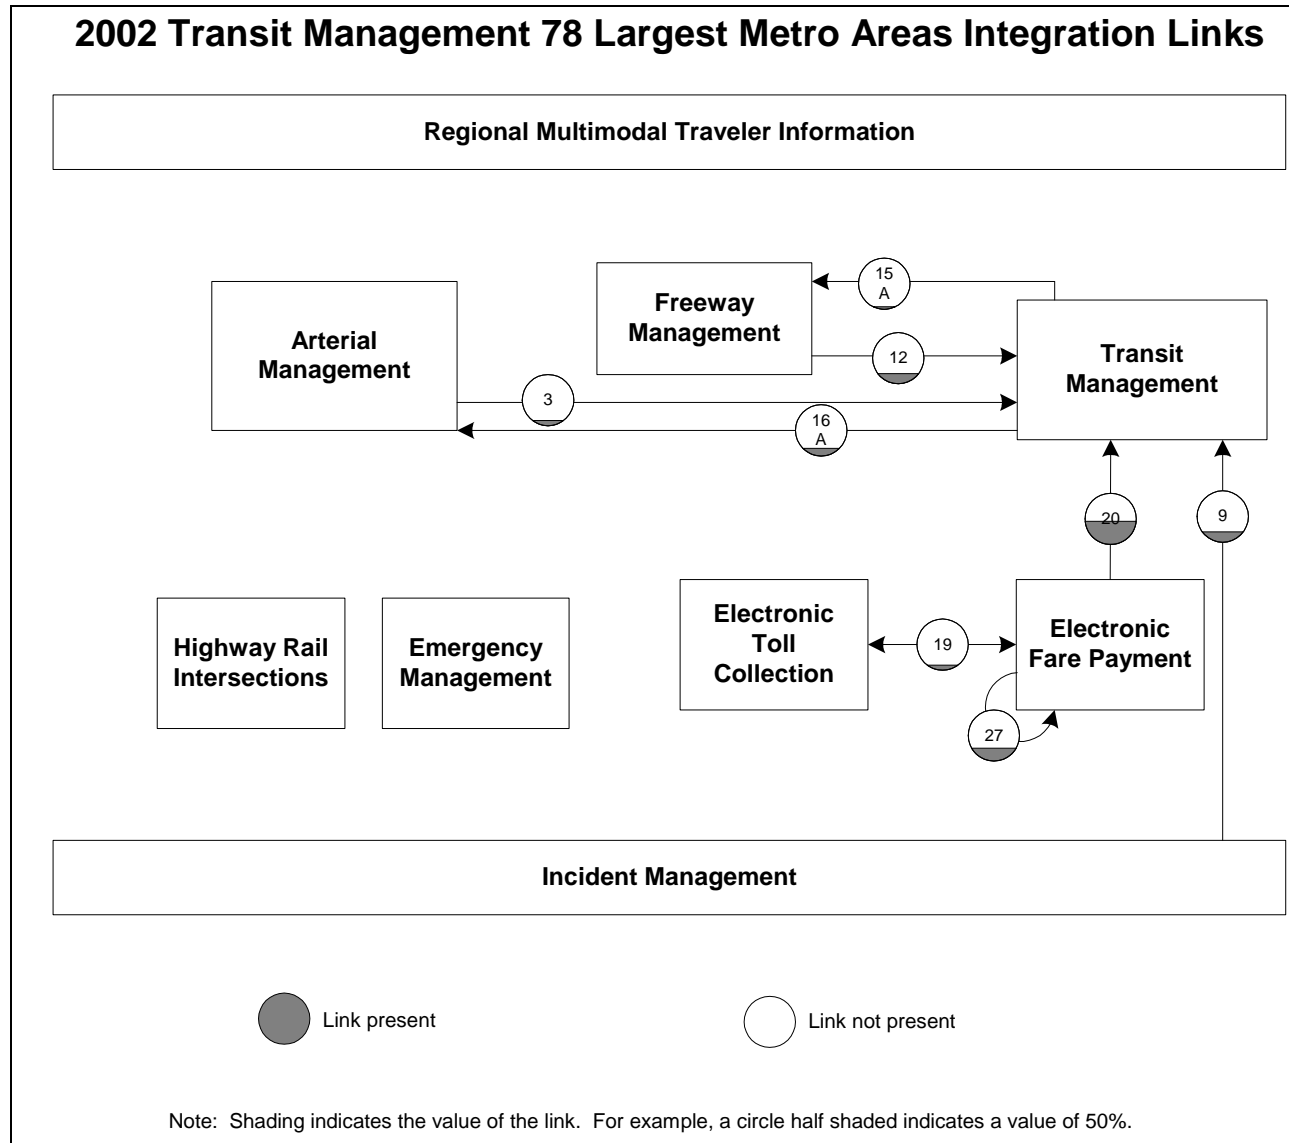 2002 Transit Management 78 Largest Metro Areas Integration Links
Regional Multimodal Traveler Information
15
A
Freeway
Management
12
Arterial
Management
Transit
Management
3
16
A
20
9
Highway Rail
Intersections
Emergency
Management
Electronic
Toll
Collection
19
Electronic
Fare Payment
27
Incident Management
Link present
Link not present
Note:  Shading indicates the value of the link.  For example, a circle half shaded indicates a value of 50%.